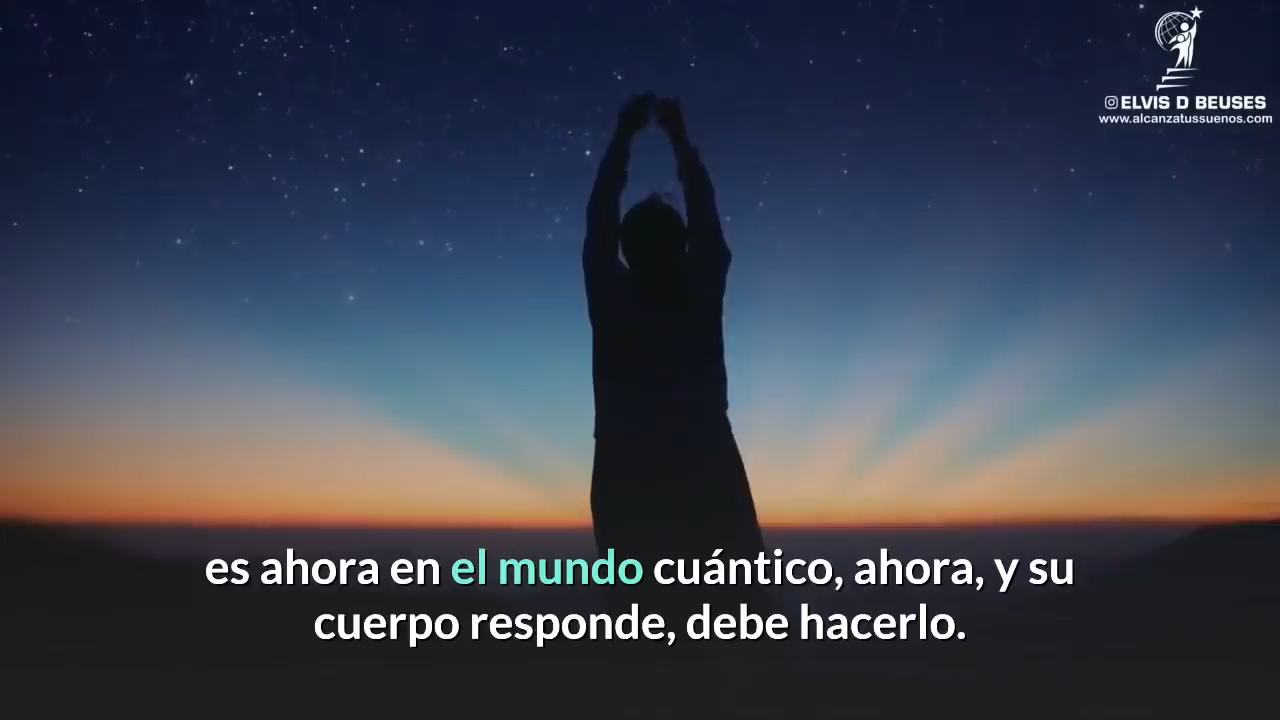 ELVIS D BEUSES
www.alcanzatussuenos.com
es ahora en el mundo cuántico, ahora, y su
cuerpo responde, debe hacerlo.